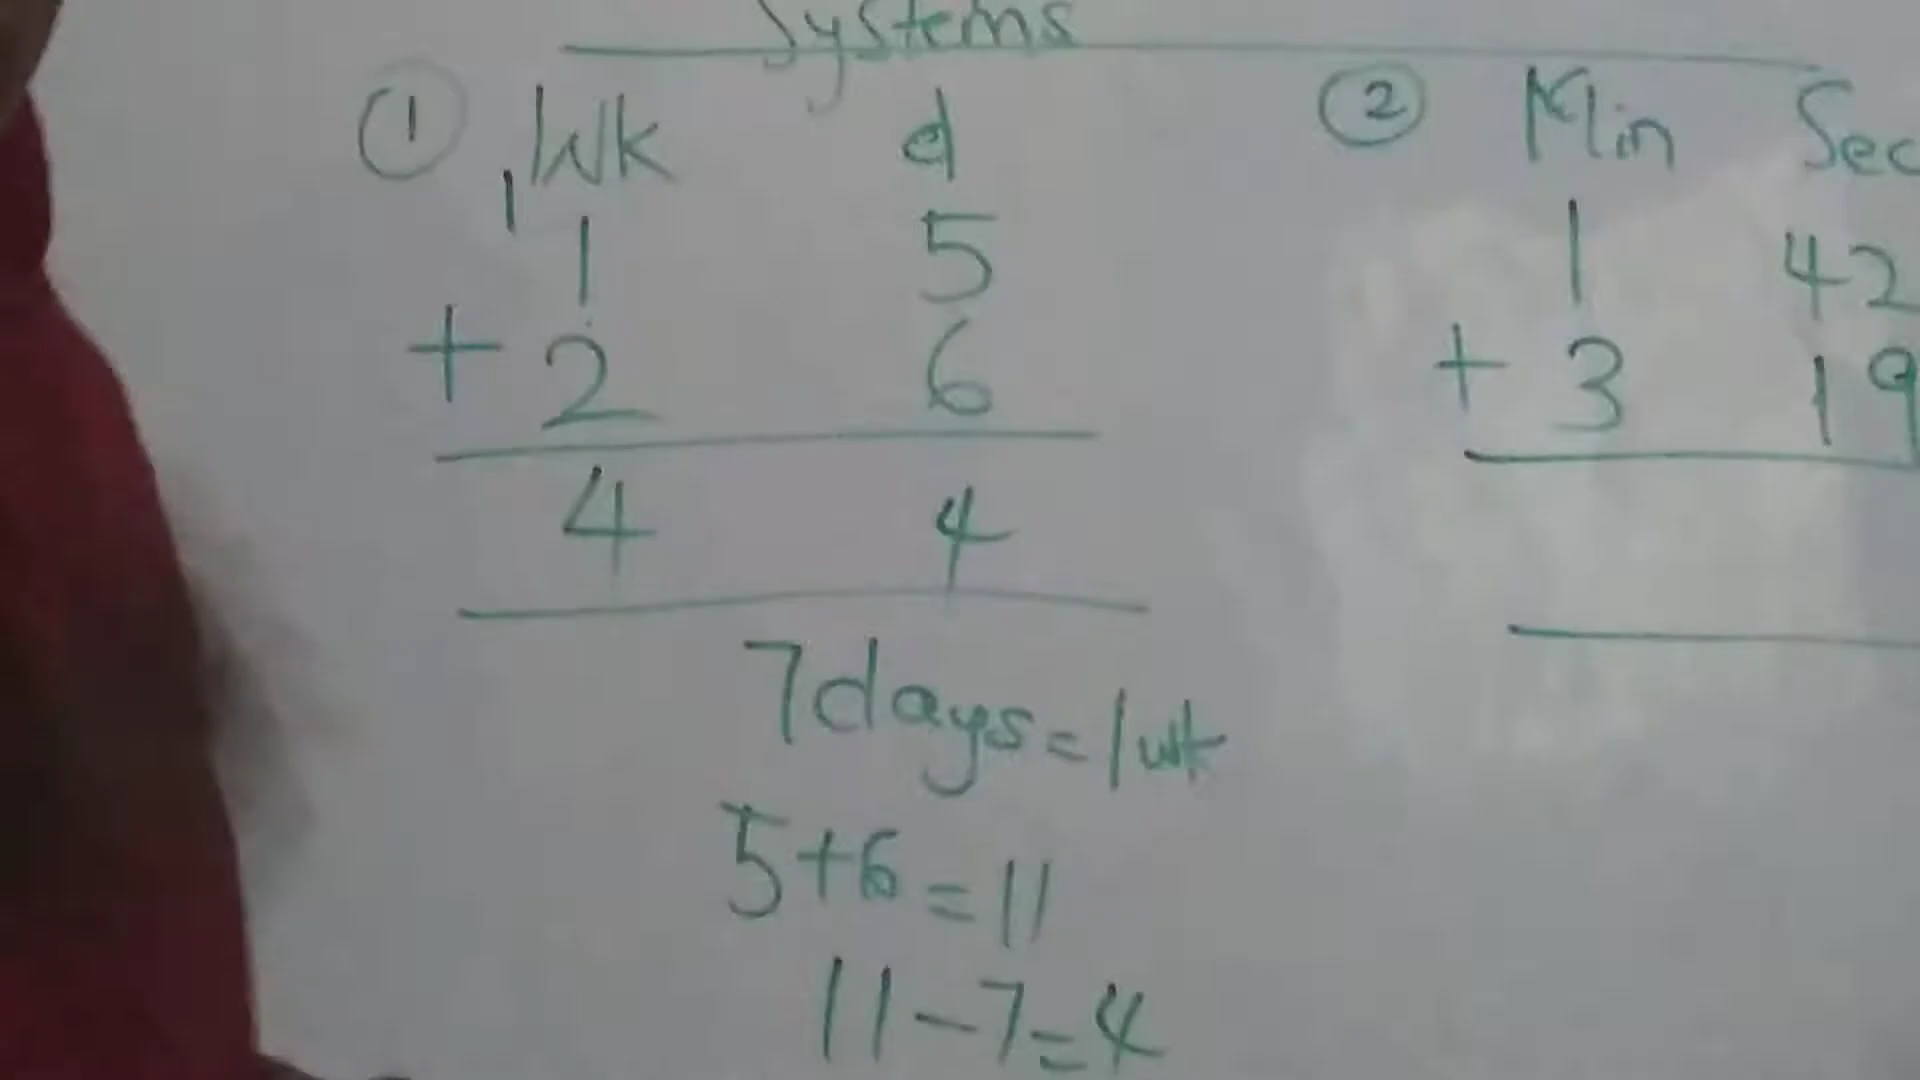 Systems
① Wk d
1
1 5
+ 2 6
4 4
7days=1wk
5+6=11
11-7=4
② Min Sec
1 42
+ 3 19